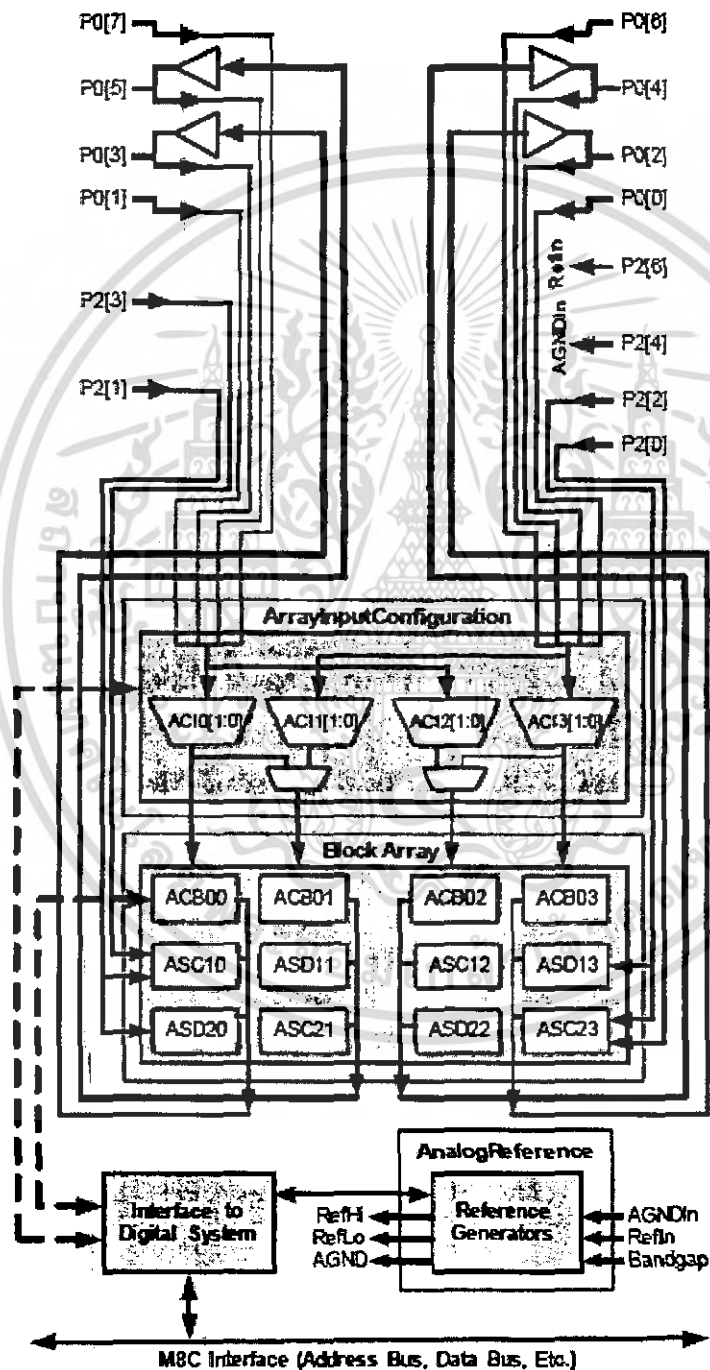 P0[7]
P0[6]
P0[5]
P0[4]
P0[3]
P0[2]
P0[1]
P0[0]
P2[3]
P2[6]
RefIn
AGNDIn
P2[4]
P2[1]
P2[2]
P2[0]
ArrayInputConfiguration
ACI0[1:0]
ACI1[1:0]
ACI2[1:0]
ACI3[1:0]
Block Array
ACB00
ACB01
ACB02
ACB03
ASC10
ASD11
ASC12
ASD13
ASD20
ASC21
ASD22
ASC23
AnalogReference
Interface to
Digital System
RefHi
RefLo
AGND
Reference
Generators
AGNDIn
RefIn
Bandgap
M8C Interface (Address Bus, Data Bus, Etc.)